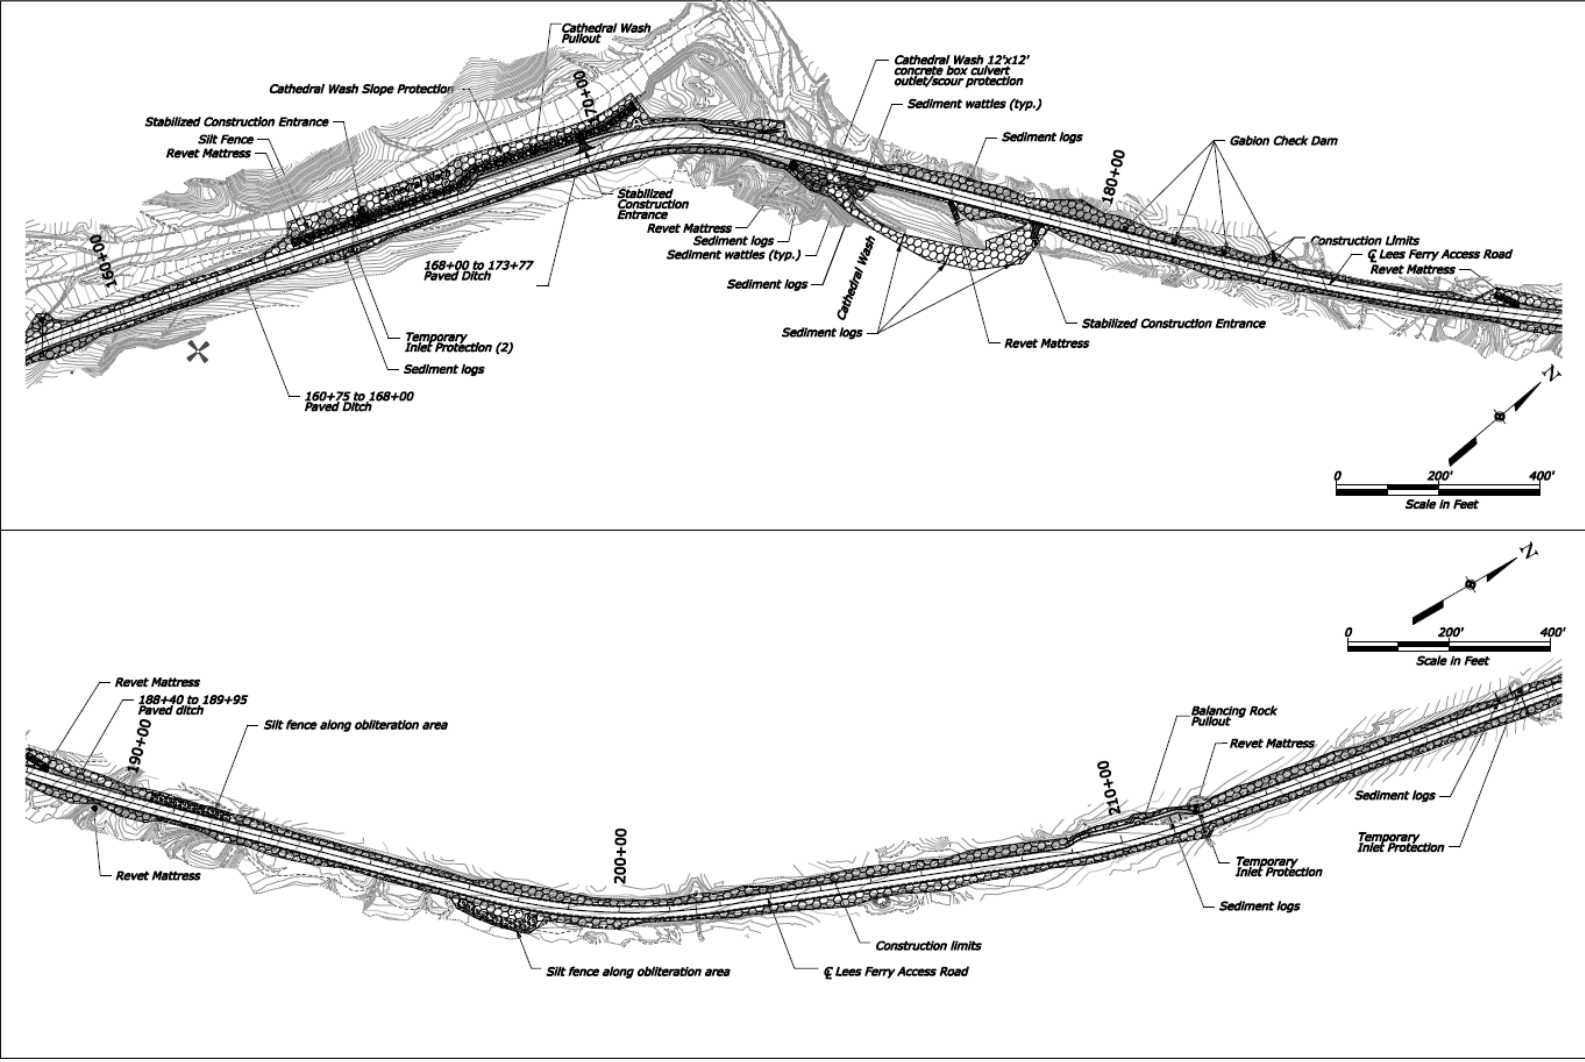 Cathedral Wash
Pullout
Cathedral Wash Slope Protection
Stabilized Construction Entrance
Silt Fence
Revet Mattress
170+00
Cathedral Wash
160+00
Cathedral Wash 12'x12'
concrete box culvert
outlet/scour protection
Sediment wattles (typ.)
Sediment logs
180+00
Gabion Check Dam
Stabilized
Construction
Entrance
Revet Mattress
Sediment logs
Sediment wattles (typ.)
Sediment logs
Cathedral Wash
Sediment logs
168+00 to 173+77
Paved Ditch
Construction Limits
℄ Lees Ferry Access Road
Revet Mattress
Stabilized Construction Entrance
Revet Mattress
Temporary
Inlet Protection (2)
Sediment logs
160+75 to 168+00
Paved Ditch
N
0 200' 400'
Scale in Feet
N
0 200' 400'
Scale in Feet
Revet Mattress
188+40 to 189+95
Paved ditch
190+00
Silt fence along obliteration area
Revet Mattress
200+00
Silt fence along obliteration area
Construction limits
℄ Lees Ferry Access Road
210+00
Balancing Rock
Pullout
Revet Mattress
Sediment logs
Temporary
Inlet Protection
Temporary
Inlet Protection
Sediment logs